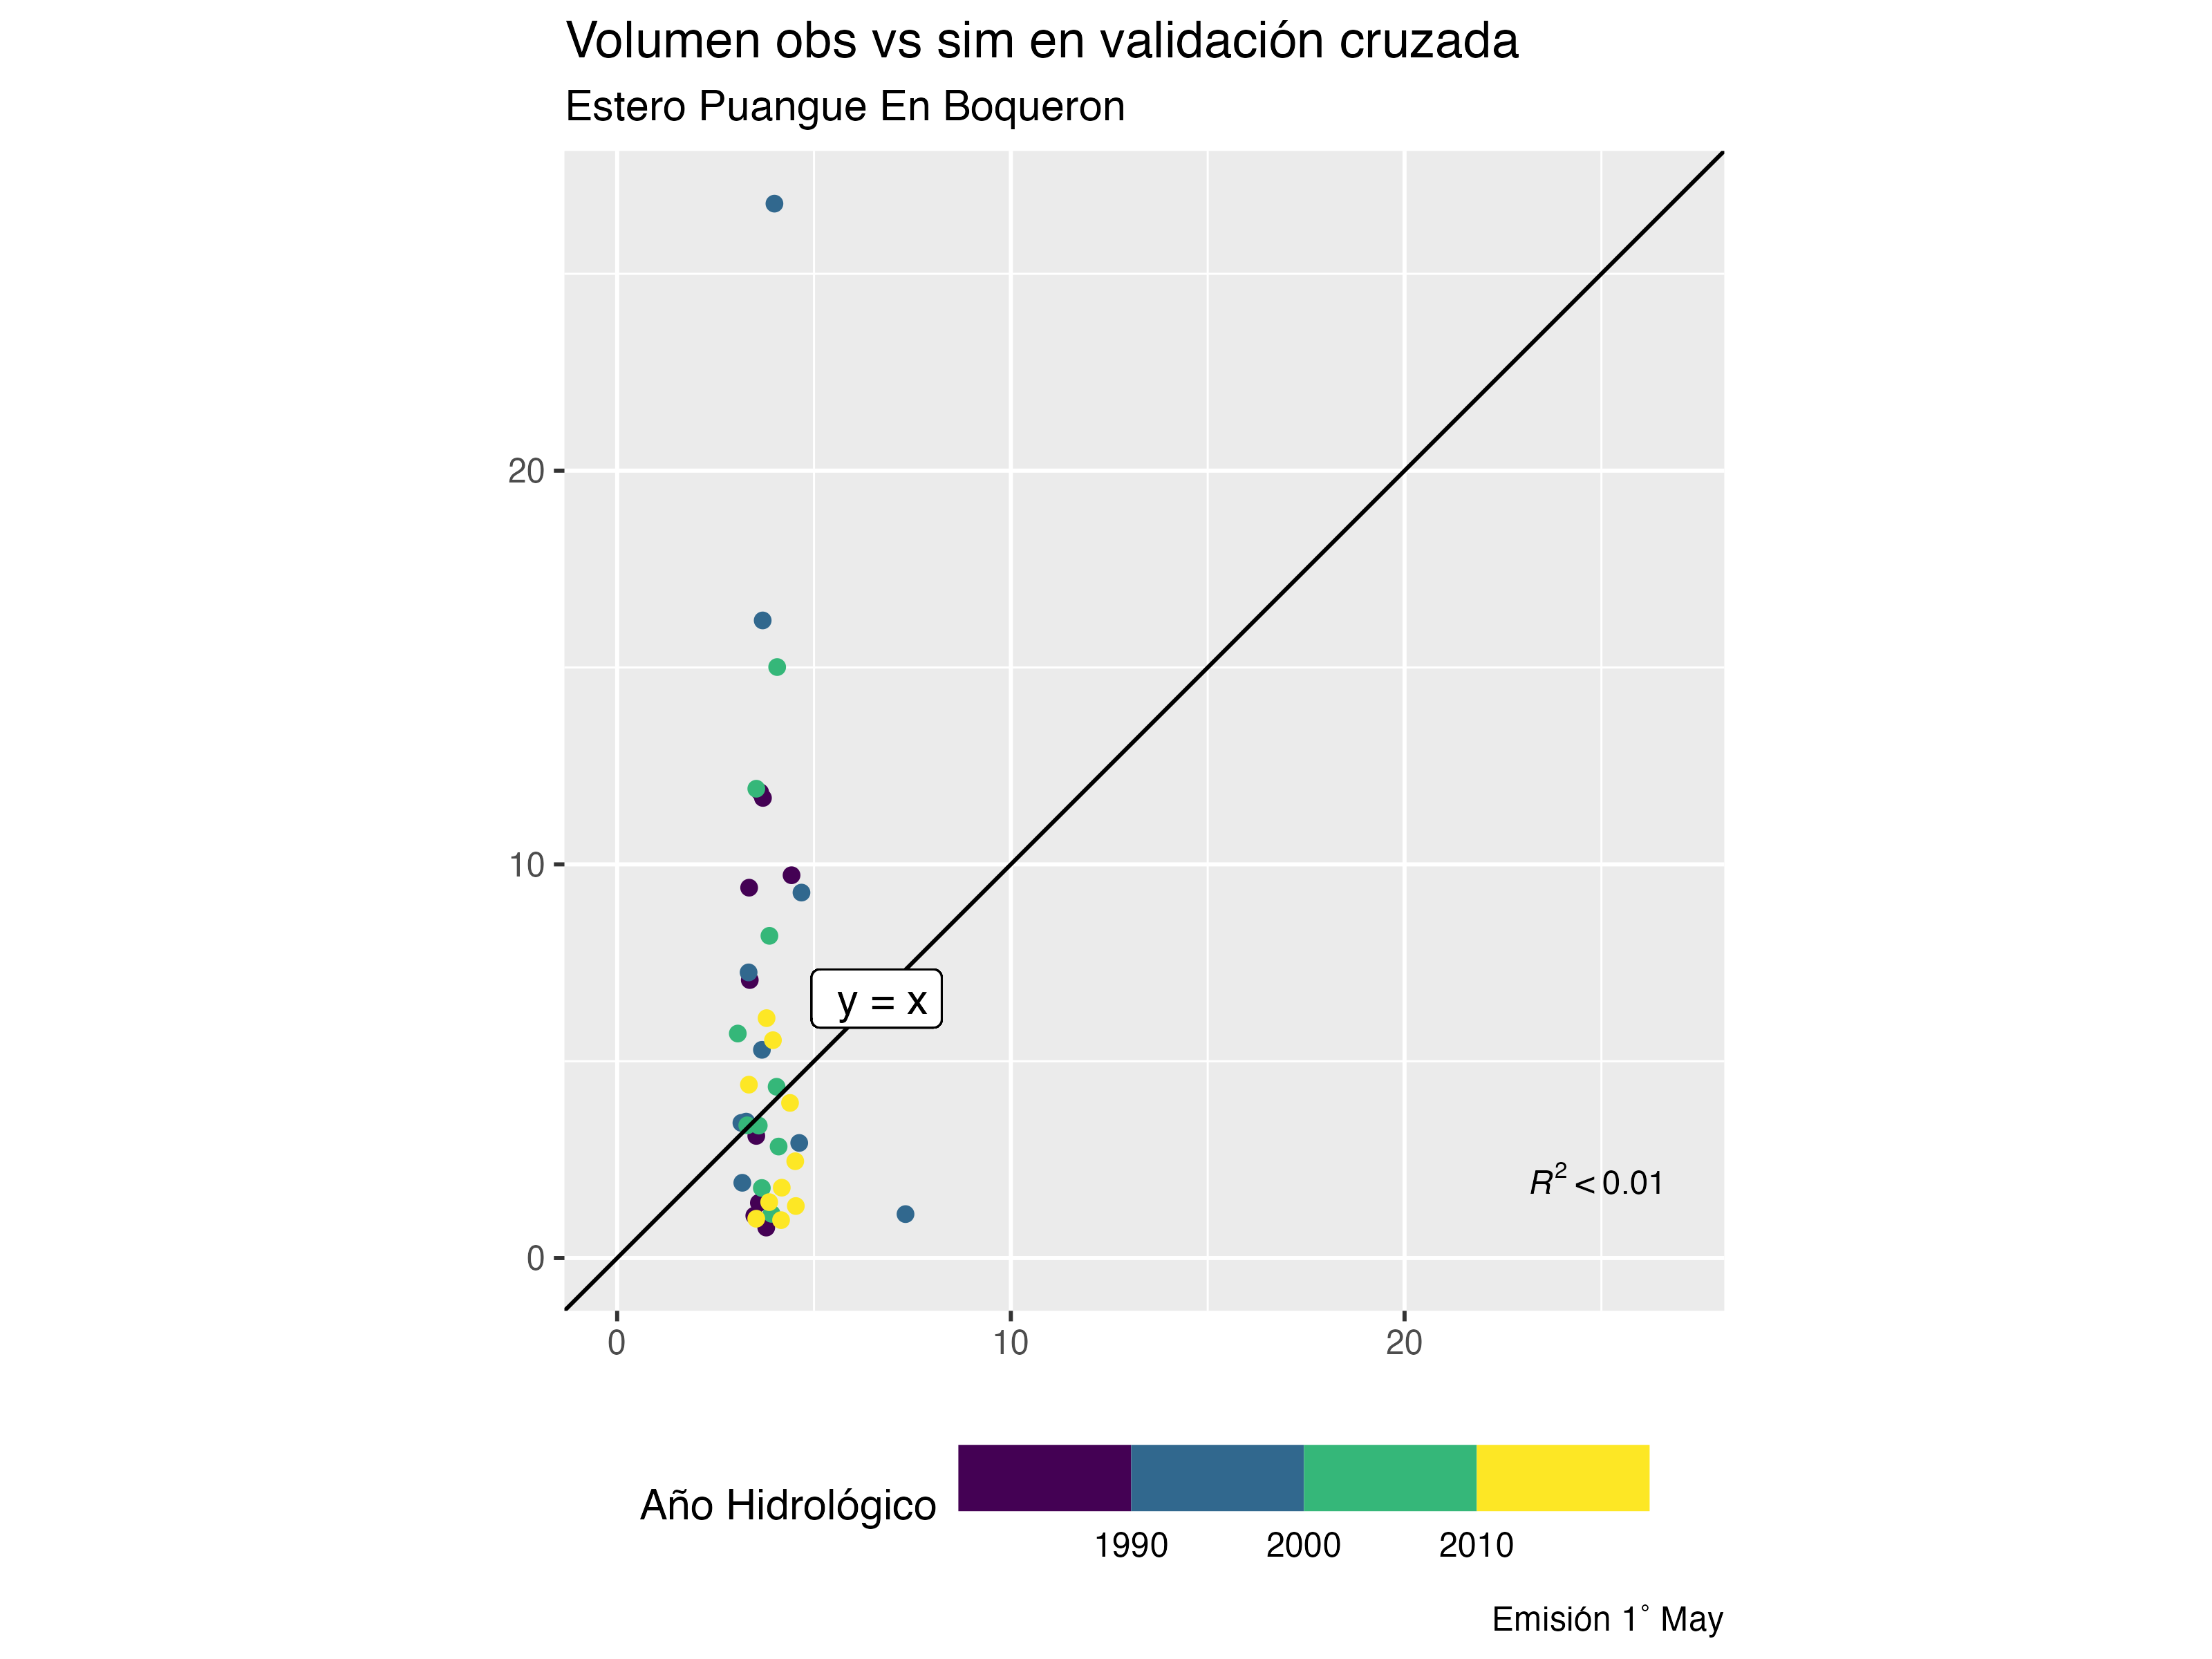 Volumen obs vs sim en validación cruzada
Estero Puangue En Boqueron
20
10
0
y = x
R² < 0.01
0 10 20
Año Hidrológico
1990 2000 2010
Emisión 1° May